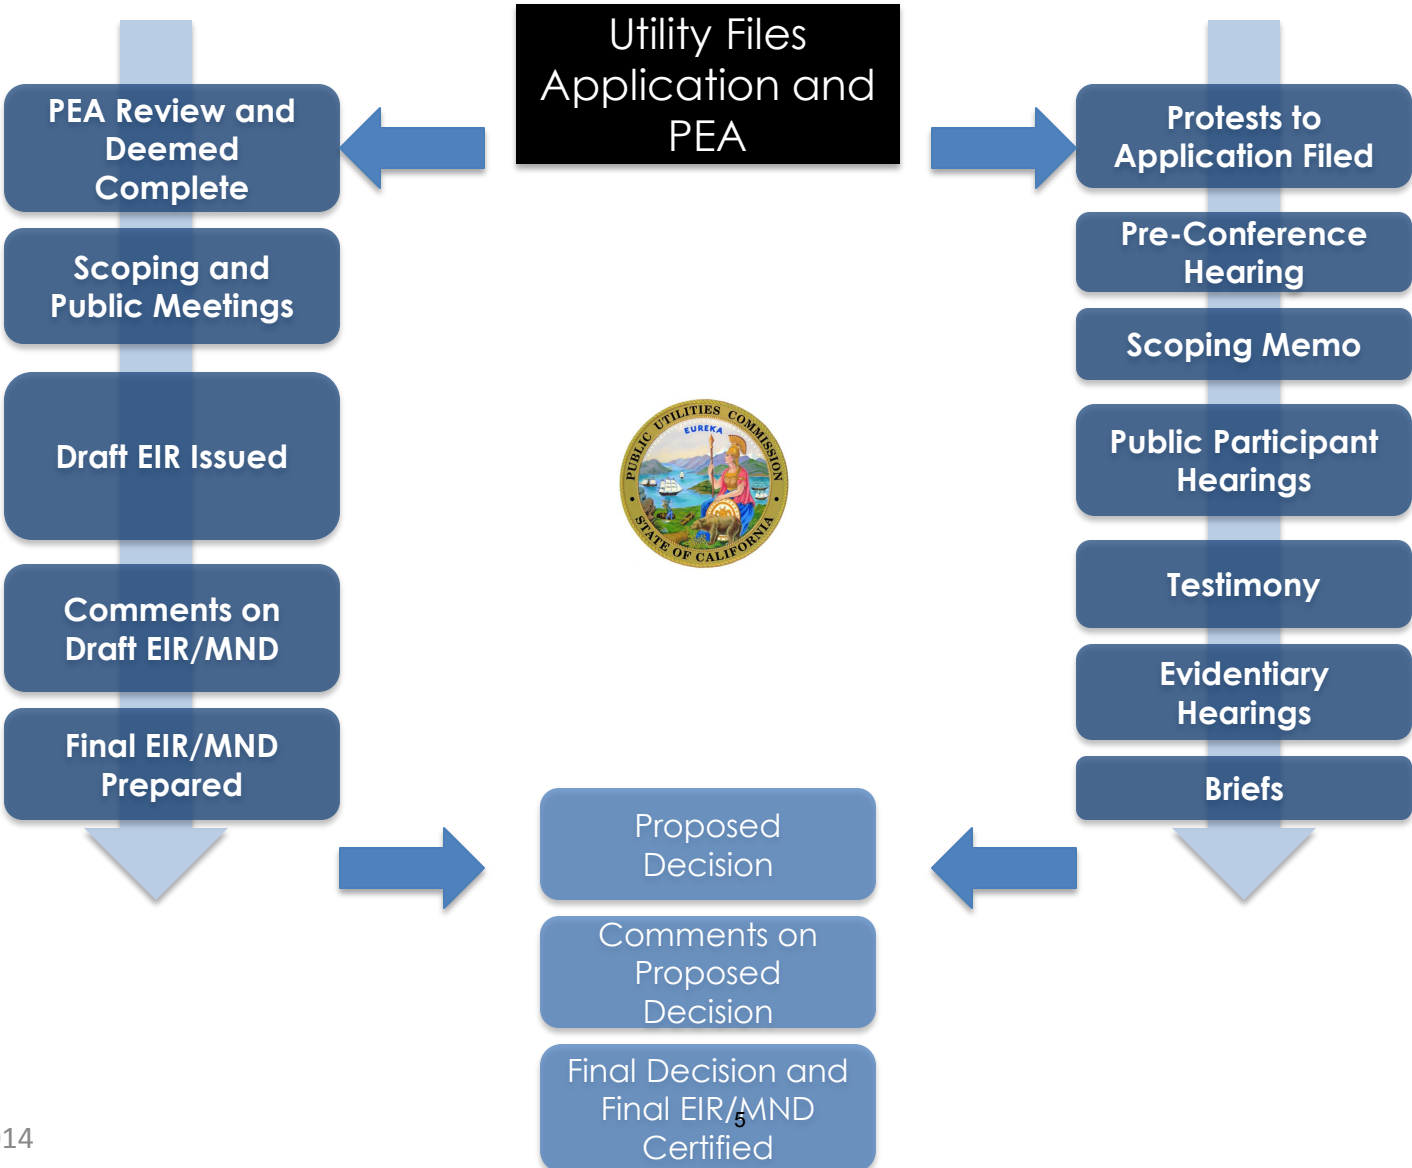 Utility Files
Application and
PEA
PEA Review and
Deemed
Complete
Scoping and
Public Meetings
Draft EIR Issued
Comments on
Draft EIR/MND
Final EIR/MND
Prepared
Protests to
Application Filed
Pre-Conference
Hearing
Scoping Memo
Public Participant
Hearings
Testimony
Evidentiary
Hearings
Briefs
PUBLIC UTILITIES COMMISSION
EUREKA
STATE OF CALIFORNIA
Proposed
Decision
Comments on
Proposed
Decision
Final Decision and
Final EIR/MND
Certified
5
14